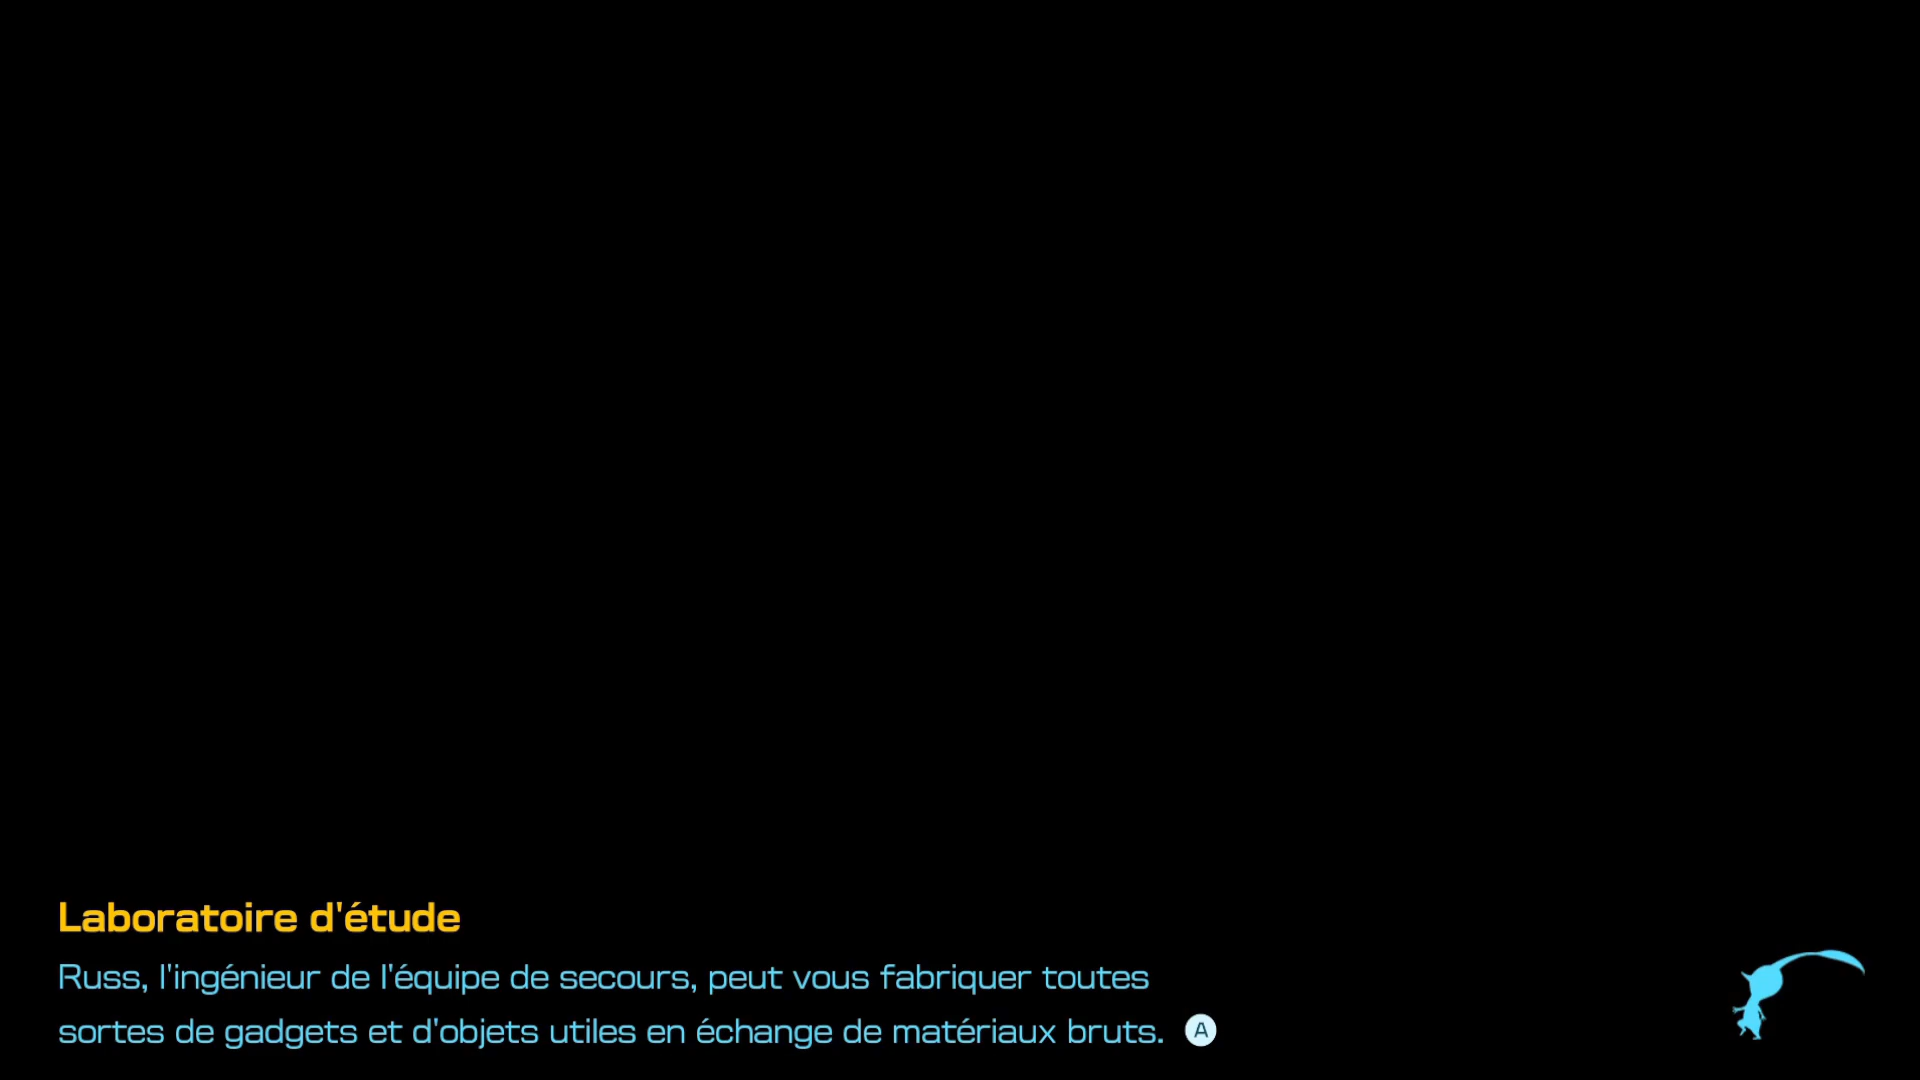 Laboratoire d'étude
Russ, l'ingénieur de l'équipe de secours, peut vous fabriquer toutes
sortes de gadgets et d'objets utiles en échange de matériaux bruts. A